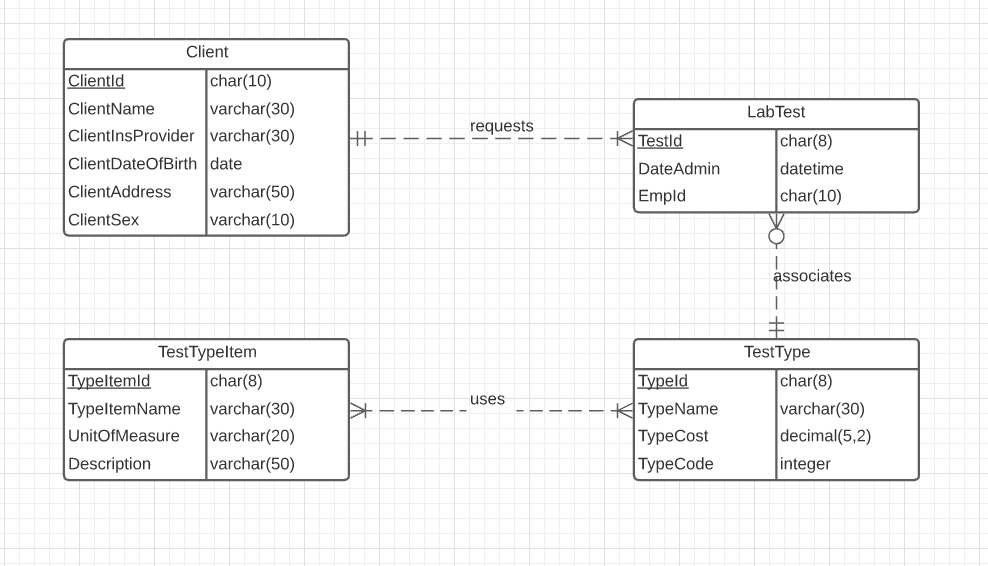 Client
ClientId char(10)
ClientName varchar(30)
ClientInsProvider varchar(30)
ClientDateOfBirth date
ClientAddress varchar(50)
ClientSex varchar(10)
requests
LabTest
TestId char(8)
DateAdmin datetime
EmpId char(10)
associates
TestTypeItem
TypeItemId char(8)
TypeItemName varchar(30)
UnitOfMeasure varchar(20)
Description varchar(50)
uses
TestType
TypeId char(8)
TypeName varchar(30)
TypeCost decimal(5,2)
TypeCode integer